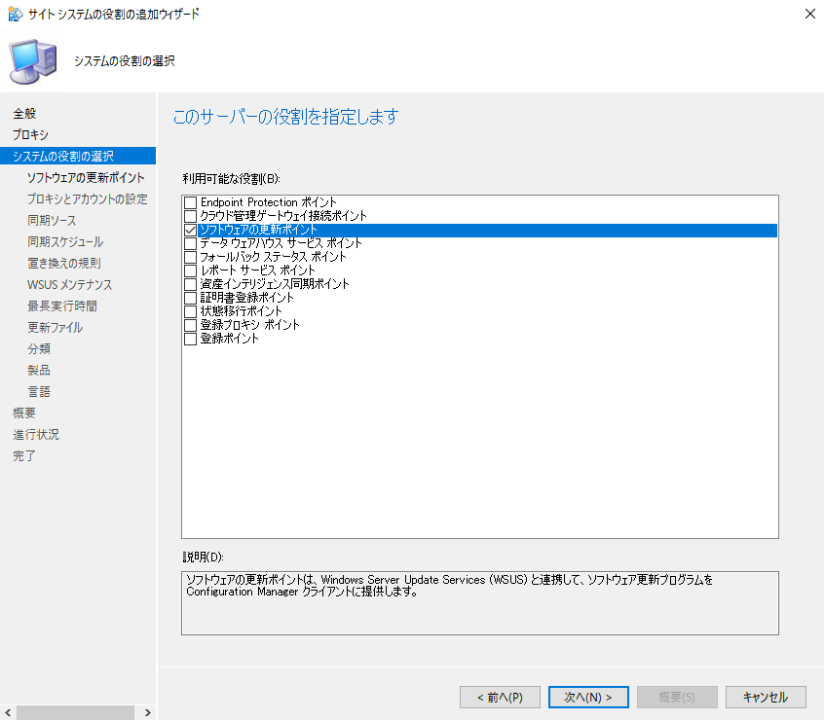 サイト システムの役割の追加ウィザード
システムの役割の選択
全般
プロキシ
システムの役割の選択
ソフトウェアの更新ポイント
プロキシとアカウントの設定
同期ソース
同期スケジュール
置き換えの規則
WSUS メンテナンス
最長実行時間
更新ファイル
分類
製品
言語
概要
進行状況
完了
このサーバーの役割を指定します
利用可能な役割(B):
Endpoint Protection ポイント
クラウド管理ゲートウェイ接続ポイント
ソフトウェアの更新ポイント
データ ウェアハウス サービス ポイント
フォールバック ステータス ポイント
レポート サービス ポイント
資産インテリジェンス同期ポイント
証明書登録ポイント
状態移行ポイント
登録プロキシ ポイント
登録ポイント
説明(D):
ソフトウェアの更新ポイントは、Windows Server Update Services (WSUS) と連携して、ソフトウェア更新プログラムを
Configuration Manager クライアントに提供します。
< 前へ(P)
次へ(N) >
概要(S)
キャンセル